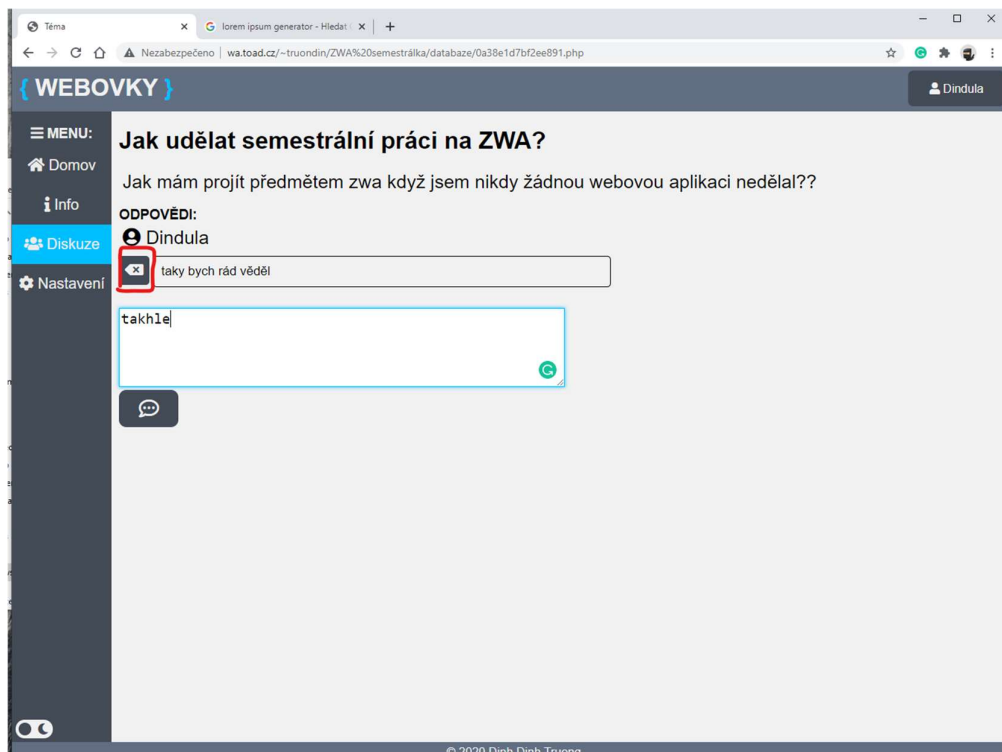 Téma
lorem ipsum generator - Hledat
Nezabezpečeno | wa.toad.cz/~truondin/ZWA%20semestrálka/databaze/0a38e1d7bf2ee891.php
{ WEBOVKY }
Dindula
MENU:
Domov
Info
Diskuze
Nastavení
Jak udělat semestrální práci na ZWA?
Jak mám projít předmětem zwa když jsem nikdy žádnou webovou aplikaci nedělal??
ODPOVĚDI:
Dindula
taky bych rád věděl
takhle
© 2020 Dinh Dinh Truong